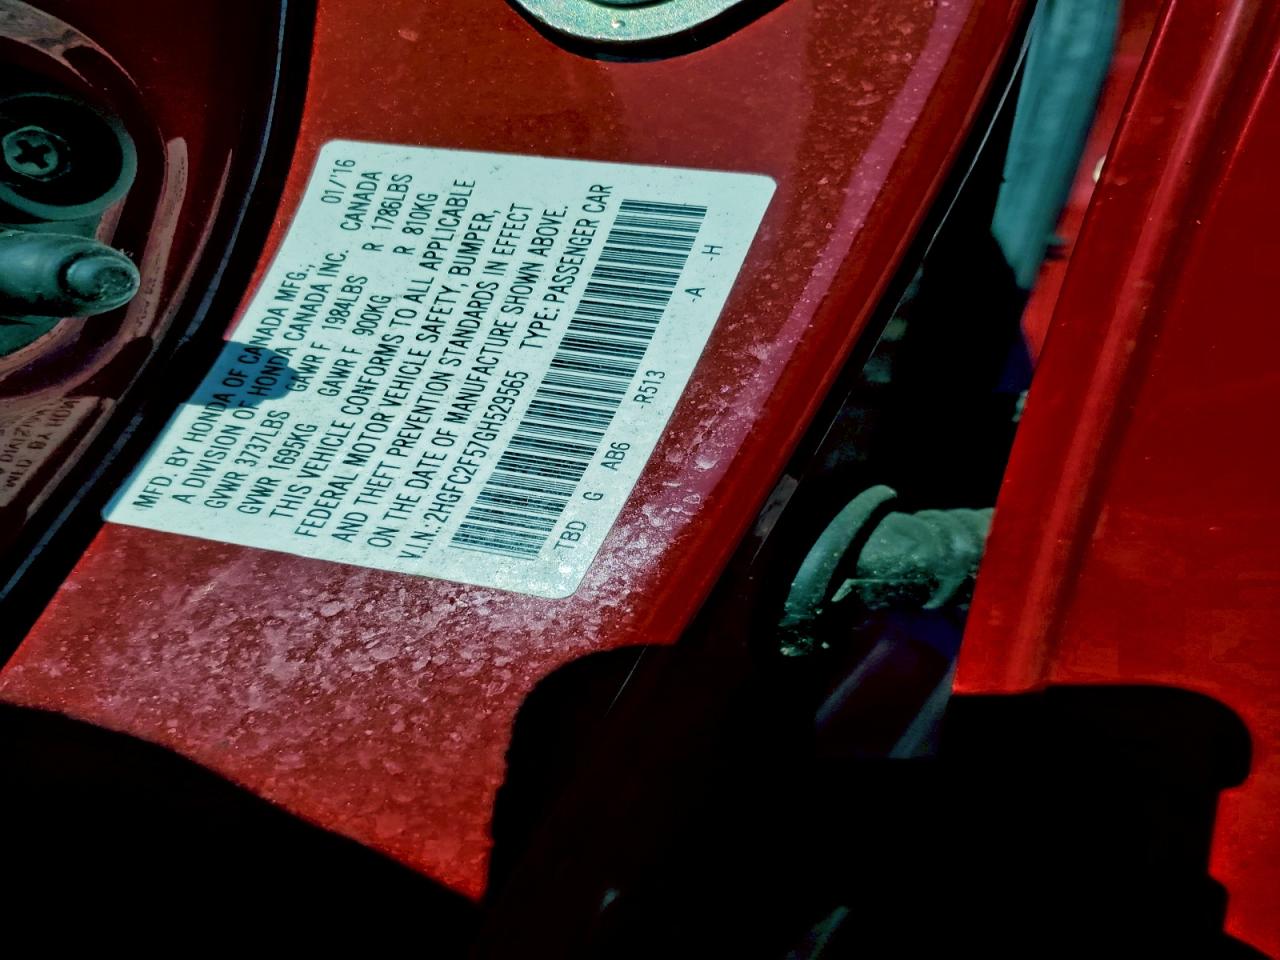 MFD. BY HONDA OF CANADA MFG., 01/16
A DIVISION OF HONDA CANADA INC. CANADA
GVWR 3737LBS GAWR F 1984LBS R 1786LBS
GVWR 1695KG GAWR F 900KG R 810KG
THIS VEHICLE CONFORMS TO ALL APPLICABLE
FEDERAL MOTOR VEHICLE SAFETY, BUMPER,
AND THEFT PREVENTION STANDARDS IN EFFECT
ON THE DATE OF MANUFACTURE SHOWN ABOVE.
V.I.N.:2HGFC2F57GH529565 TYPE:PASSENGER CAR
TBD G AB6 -R513 -A -H